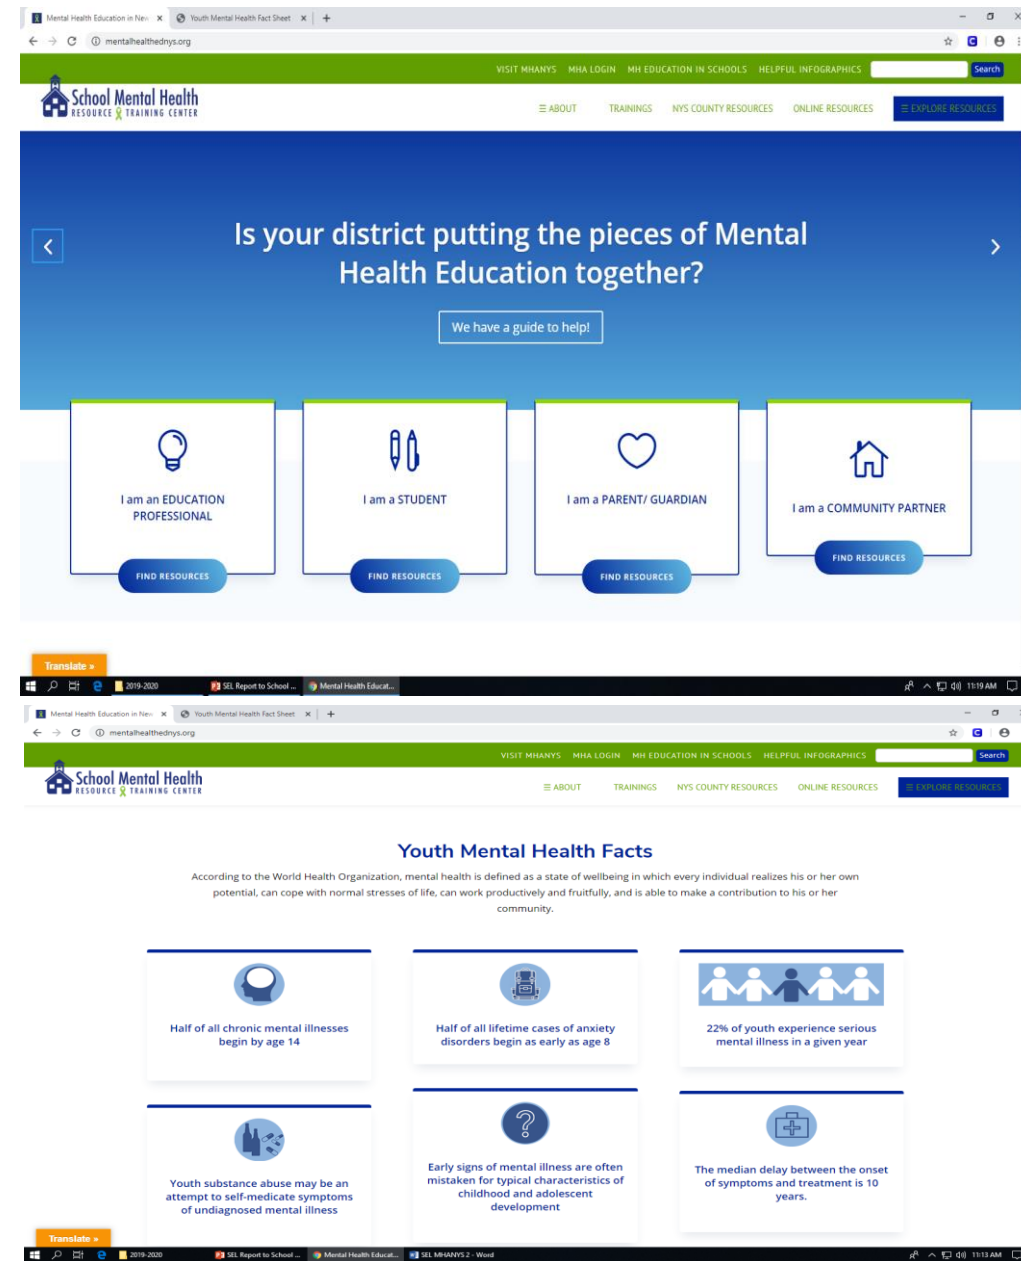 Mental Health Education in New
Youth Mental Health Fact Sheet
mentalhealthednys.org
VISIT MHANYS MHA LOGIN MH EDUCATION IN SCHOOLS HELPFUL INFOGRAPHICS Search
School Mental Health
RESOURCE & TRAINING CENTER
ABOUT TRAININGS NYS COUNTY RESOURCES ONLINE RESOURCES EXPLORE RESOURCES
Is your district putting the pieces of Mental
Health Education together?
We have a guide to help!
I am an EDUCATION
PROFESSIONAL
FIND RESOURCES
I am a STUDENT
FIND RESOURCES
I am a PARENT/ GUARDIAN
FIND RESOURCES
I am a COMMUNITY PARTNER
FIND RESOURCES
Translate »
2019-2020 SEL Report to School ... Mental Health Educat... 11:19 AM
Mental Health Education in New
Youth Mental Health Fact Sheet
mentalhealthednys.org
VISIT MHANYS MHA LOGIN MH EDUCATION IN SCHOOLS HELPFUL INFOGRAPHICS Search
School Mental Health
RESOURCE & TRAINING CENTER
ABOUT TRAININGS NYS COUNTY RESOURCES ONLINE RESOURCES EXPLORE RESOURCES
Youth Mental Health Facts
According to the World Health Organization, mental health is defined as a state of wellbeing in which every individual realizes his or her own
potential, can cope with normal stresses of life, can work productively and fruitfully, and is able to make a contribution to his or her
community.
Half of all chronic mental illnesses
begin by age 14
Half of all lifetime cases of anxiety
disorders begin as early as age 8
22% of youth experience serious
mental illness in a given year
Youth substance abuse may be an
attempt to self-medicate symptoms
of undiagnosed mental illness
Early signs of mental illness are often
mistaken for typical characteristics of
childhood and adolescent
development
The median delay between the onset
of symptoms and treatment is 10
years.
Translate »
2019-2020 SEL Report to School ... Mental Health Educat... SEL MHANYS 2 - Word 11:13 AM